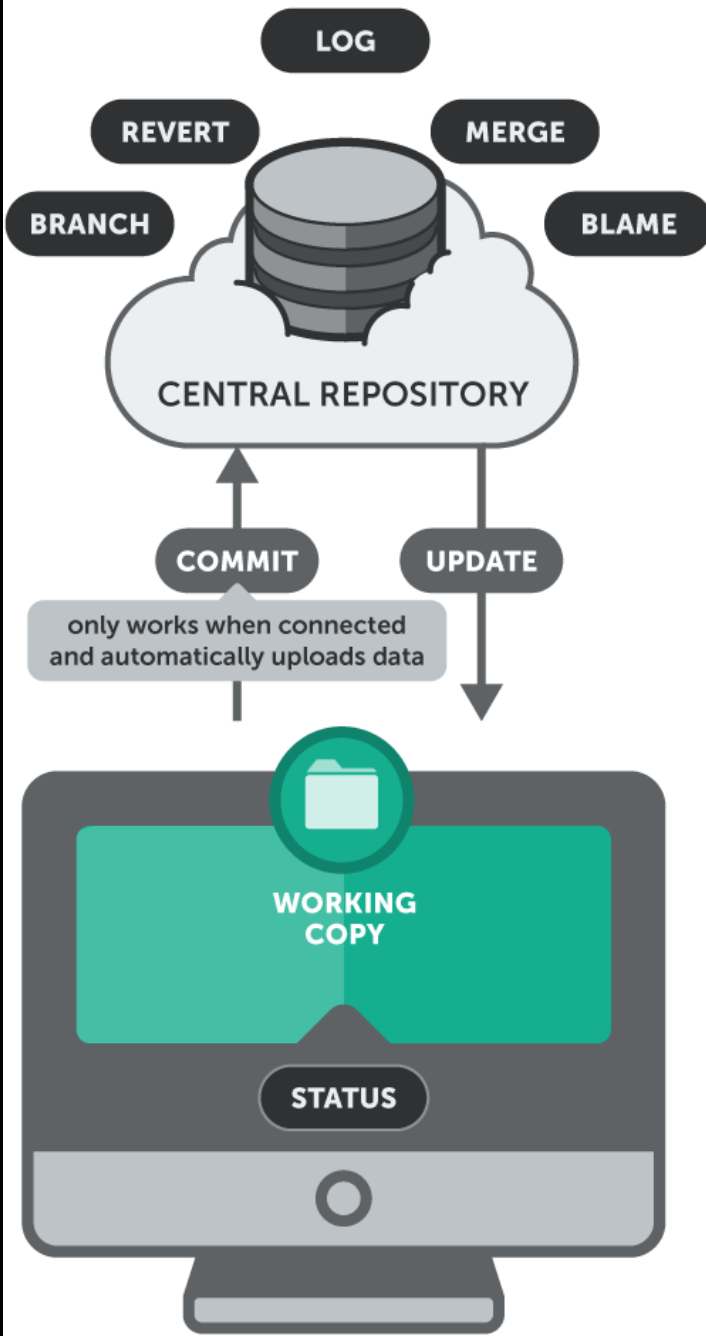 LOG
REVERT
MERGE
BRANCH
BLAME
CENTRAL REPOSITORY
COMMIT
UPDATE
only works when connected
and automatically uploads data
WORKING
COPY
STATUS